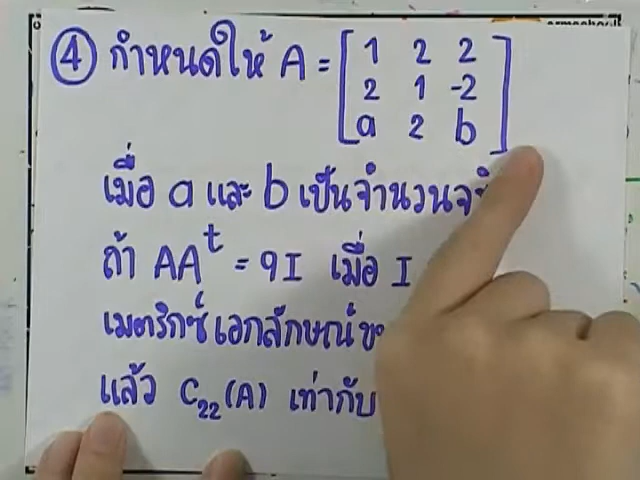 ④ กำหนดให้ A = [1 2 2
2 1 -2
a 2 b]
เมื่อ a และ b เป็นจำนวน
ถ้า AAᵗ = 9I เมื่อ I
เมตริกซ์เอกลักษณ์
แล้ว C₂₂(A) เท่ากับ